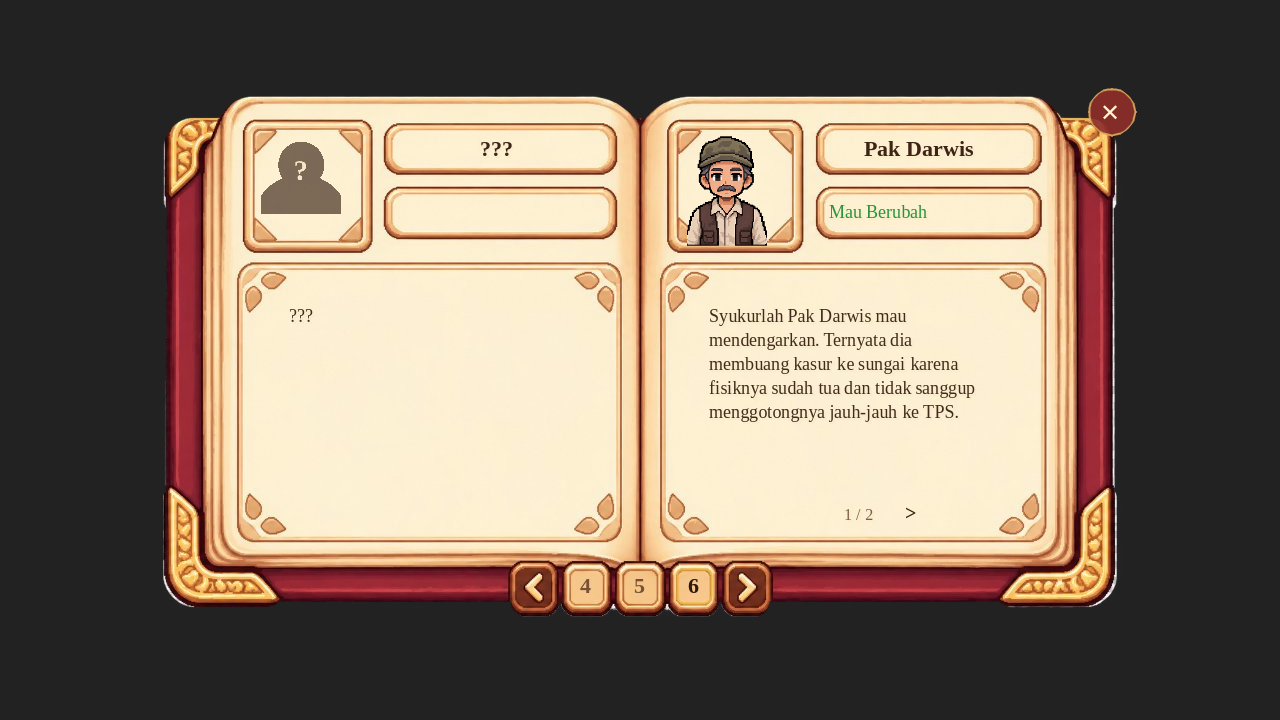 ?
???
???
Pak Darwis
Mau Berubah
Syukurlah Pak Darwis mau
mendengarkan. Ternyata dia
membuang kasur ke sungai karena
fisiknya sudah tua dan tidak sanggup
menggotongnya jauh-jauh ke TPS.
1 / 2 >
4 5 6